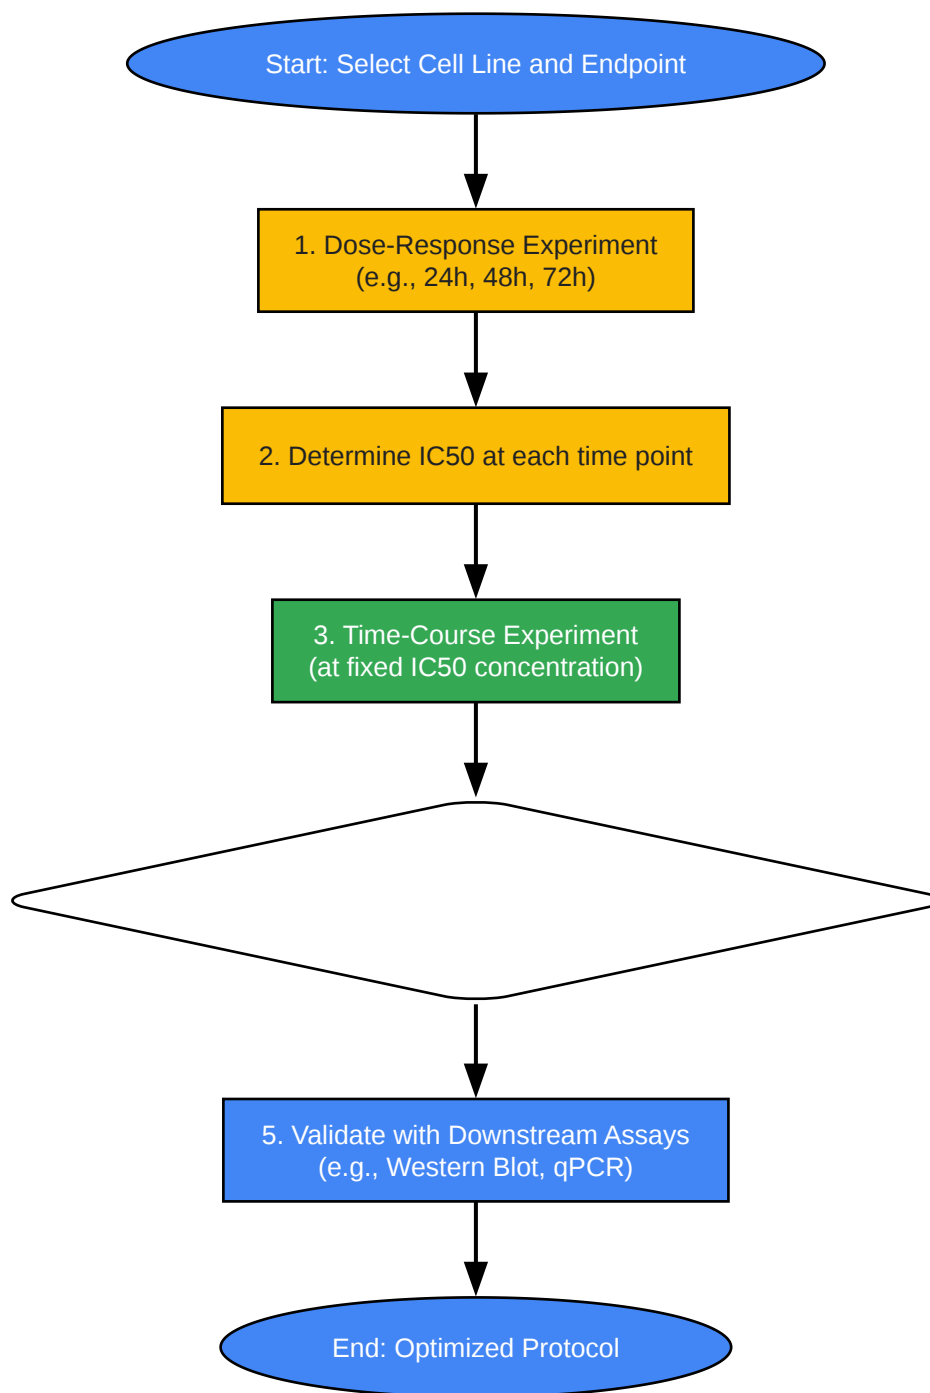 Start: Select Cell Line and Endpoint
1. Dose-Response Experiment
(e.g., 24h, 48h, 72h)
2. Determine IC50 at each time point
3. Time-Course Experiment
(at fixed IC50 concentration)
5. Validate with Downstream Assays
(e.g., Western Blot, qPCR)
End: Optimized Protocol